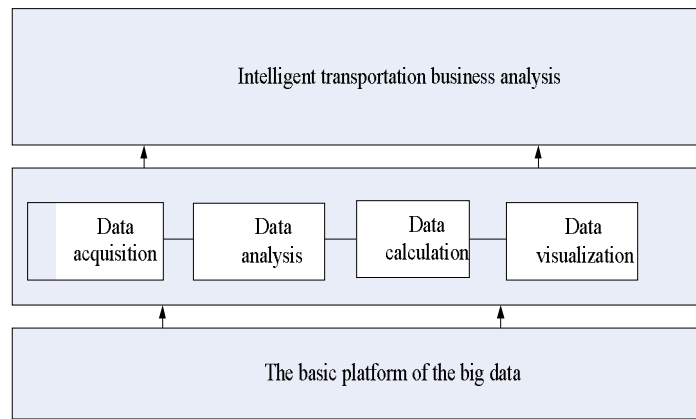 Intelligent transportation business analysis
Data
acquisition
Data
analysis
Data
calculation
Data
visualization
The basic platform of the big data